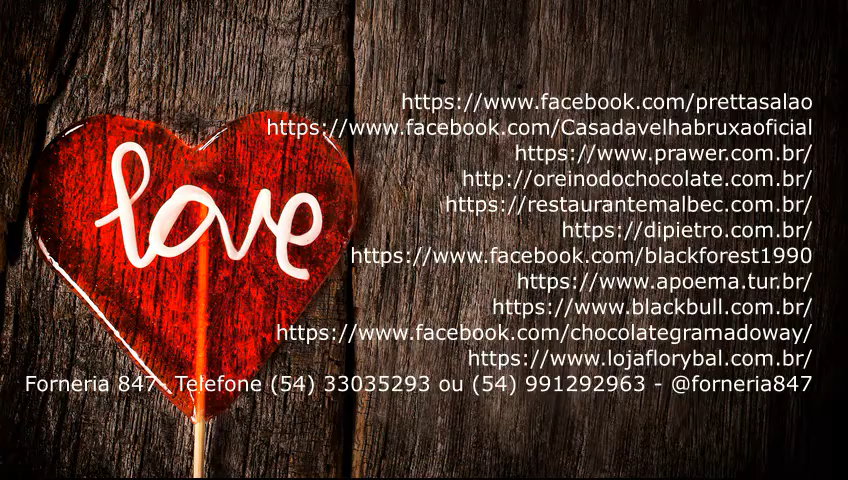 https://www.facebook.com/prettasalao
https://www.facebook.com/Casadavelhabruxaoficial
https://www.prawer.com.br/
http://oreinodochocolate.com.br/
https://restaurantemalbec.com.br/
https://dipietro.com.br/
https://www.facebook.com/blackforest1990
https://www.apoema.tur.br/
https://www.blackbull.com.br/
https://www.facebook.com/chocolategramadoway/
https://www.lojaflorybal.com.br/
Forneria 847- Telefone (54) 33035293 ou (54) 991292963 - @forneria847
love